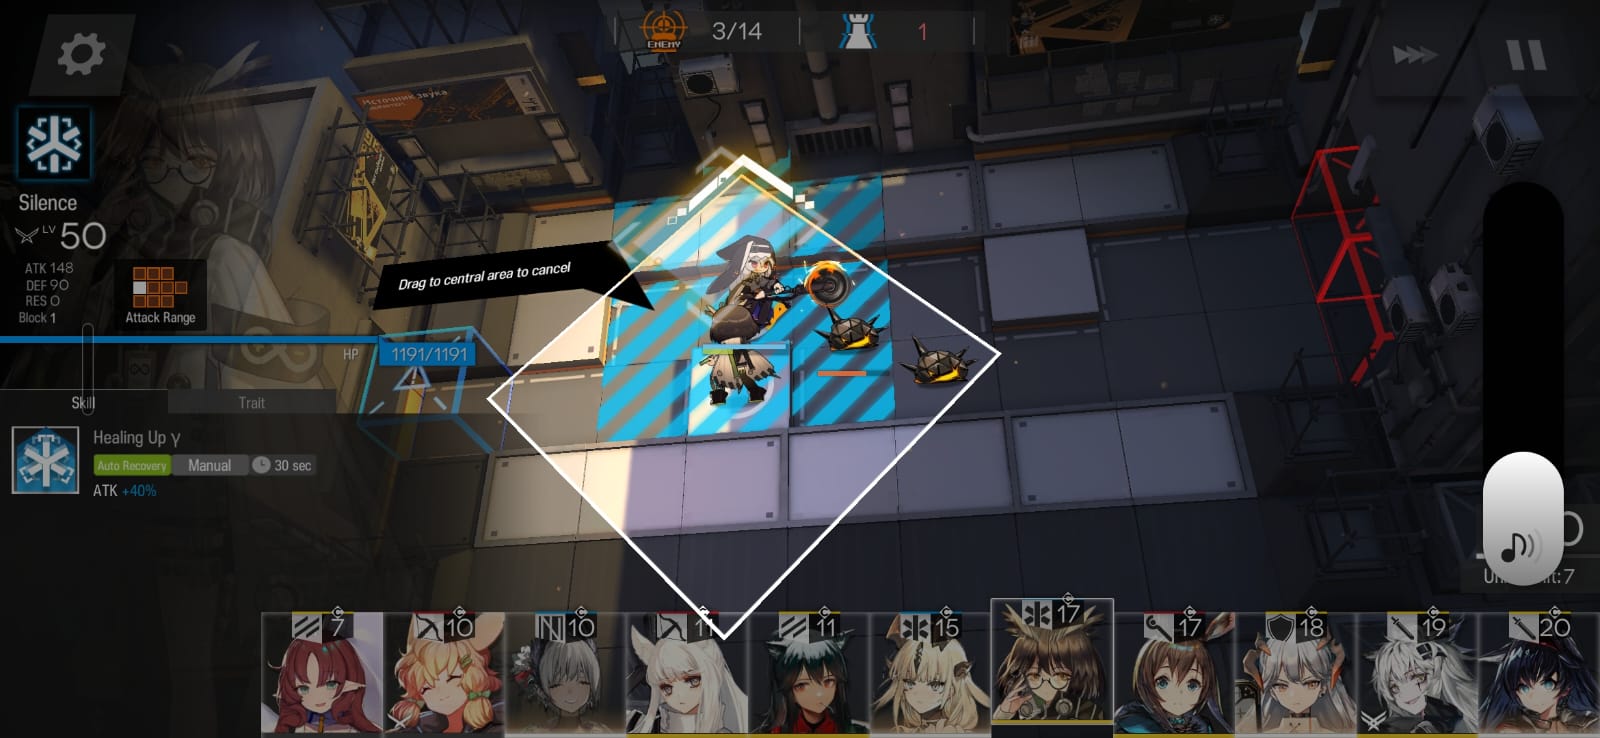 ENEMY
3/14
1
Источник звука
Silence
LV 50
ATK 148
DEF 90
RES 0
Block 1
Attack Range
Drag to central area to cancel
HP
1191/1191
Skill
Trait
Healing Up γ
Auto Recovery
Manual
30 sec
ATK +40%
7
10
10
11
11
15
17
17
18
19
20